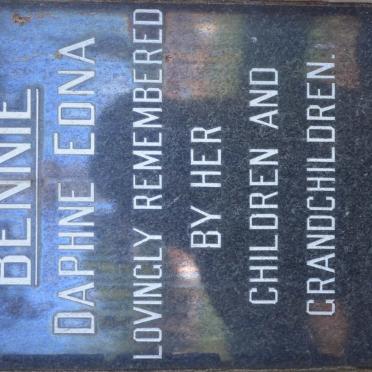 BENNIE
DAPHNE EDNA
LOVINGLY REMEMBERED
BY HER
CHILDREN AND
GRANDCHILDREN.